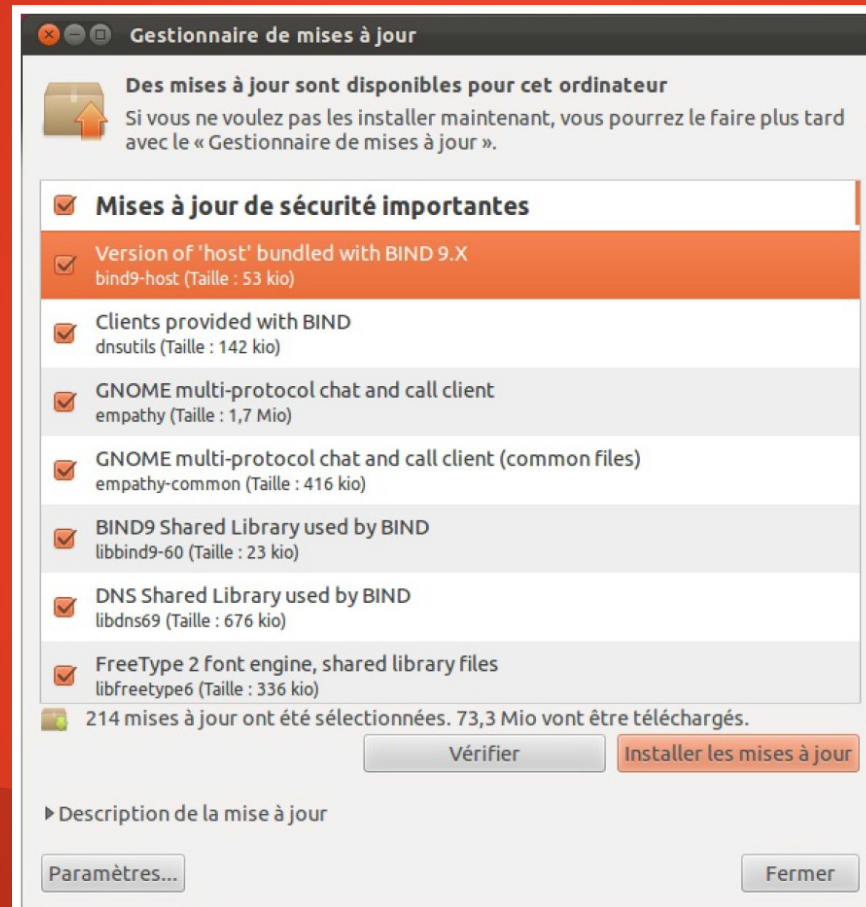 Gestionnaire de mises à jour
Des mises à jour sont disponibles pour cet ordinateur
Si vous ne voulez pas les installer maintenant, vous pourrez le faire plus tard
avec le « Gestionnaire de mises à jour ».
Mises à jour de sécurité importantes
Version of 'host' bundled with BIND 9.X
bind9-host (Taille : 53 kio)
Clients provided with BIND
dnsutils (Taille : 142 kio)
GNOME multi-protocol chat and call client
empathy (Taille : 1,7 Mio)
GNOME multi-protocol chat and call client (common files)
empathy-common (Taille : 416 kio)
BIND9 Shared Library used by BIND
libbind9-60 (Taille : 23 kio)
DNS Shared Library used by BIND
libdns69 (Taille : 676 kio)
FreeType 2 font engine, shared library files
libfreetype6 (Taille : 336 kio)
214 mises à jour ont été sélectionnées. 73,3 Mio vont être téléchargés.
Vérifier
Installer les mises à jour
Description de la mise à jour
Paramètres...
Fermer